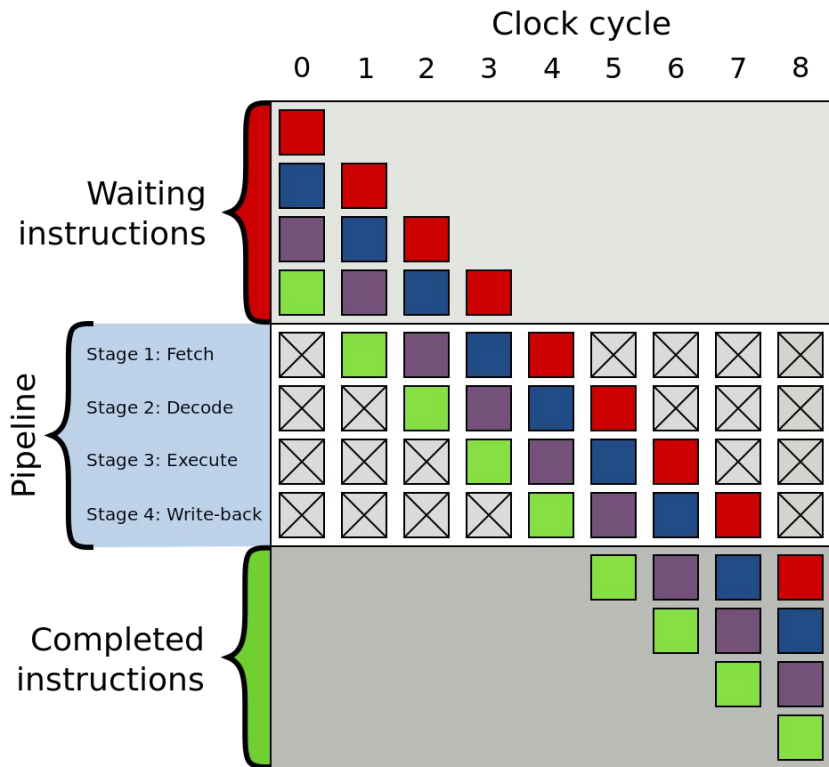 Clock cycle
0 1 2 3 4 5 6 7 8
Waiting
instructions
Pipeline
Stage 1: Fetch
Stage 2: Decode
Stage 3: Execute
Stage 4: Write-back
Completed
instructions